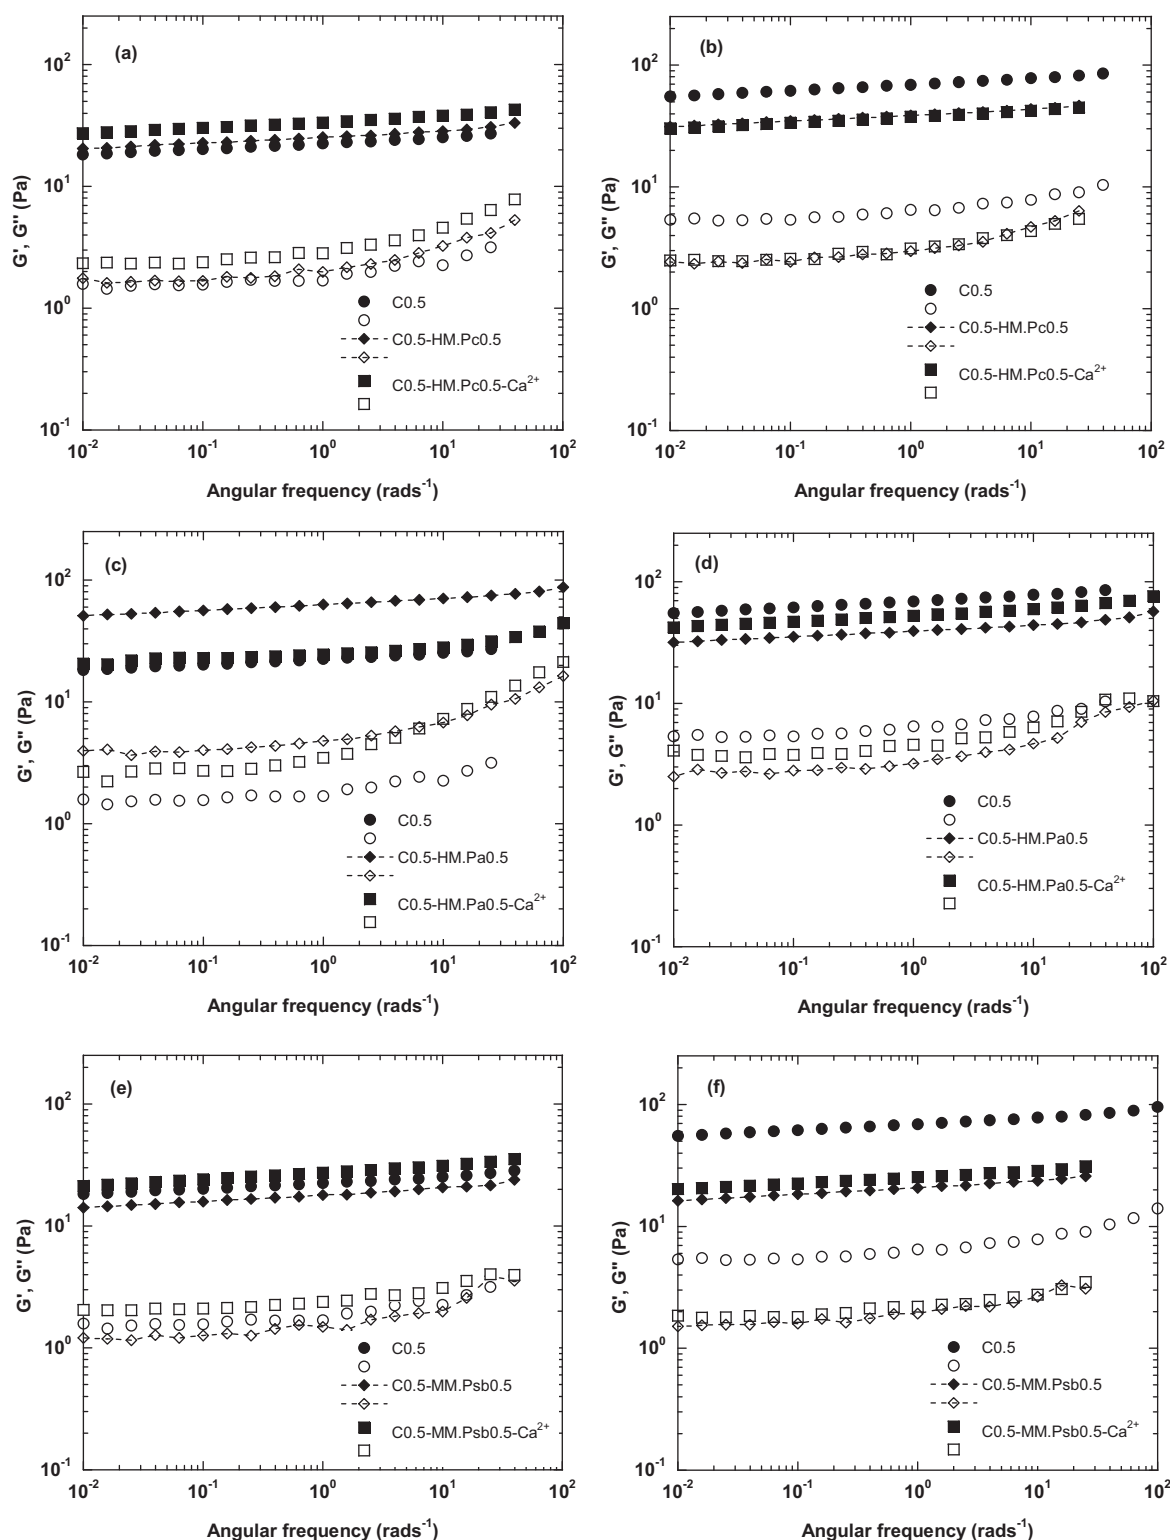 (a)
10²
10¹
10⁰
10⁻¹
G', G'' (Pa)
C0.5
C0.5-HM.Pc0.5
C0.5-HM.Pc0.5-Ca²⁺
10⁻² 10⁻¹ 10⁰ 10¹ 10²
Angular frequency (rads⁻¹)
(b)
10²
10¹
10⁰
10⁻¹
G', G'' (Pa)
C0.5
C0.5-HM.Pc0.5
C0.5-HM.Pc0.5-Ca²⁺
10⁻² 10⁻¹ 10⁰ 10¹ 10²
Angular frequency (rads⁻¹)
(c)
10²
10¹
10⁰
10⁻¹
G', G'' (Pa)
C0.5
C0.5-HM.Pa0.5
C0.5-HM.Pa0.5-Ca²⁺
10⁻² 10⁻¹ 10⁰ 10¹ 10²
Angular frequency (rads⁻¹)
(d)
10²
10¹
10⁰
10⁻¹
G', G'' (Pa)
C0.5
C0.5-HM.Pa0.5
C0.5-HM.Pa0.5-Ca²⁺
10⁻² 10⁻¹ 10⁰ 10¹ 10²
Angular frequency (rads⁻¹)
(e)
10²
10¹
10⁰
10⁻¹
G', G'' (Pa)
C0.5
C0.5-MM.Psb0.5
C0.5-MM.Psb0.5-Ca²⁺
10⁻² 10⁻¹ 10⁰ 10¹ 10²
Angular frequency (rads⁻¹)
(f)
10²
10¹
10⁰
10⁻¹
G', G'' (Pa)
C0.5
C0.5-MM.Psb0.5
C0.5-MM.Psb0.5-Ca²⁺
10⁻² 10⁻¹ 10⁰ 10¹ 10²
Angular frequency (rads⁻¹)